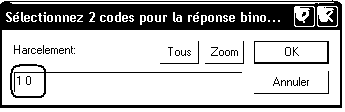 Sélectionnez 2 codes pour la réponse bino...
Harcelement: Tous Zoom OK
1 0 Annuler